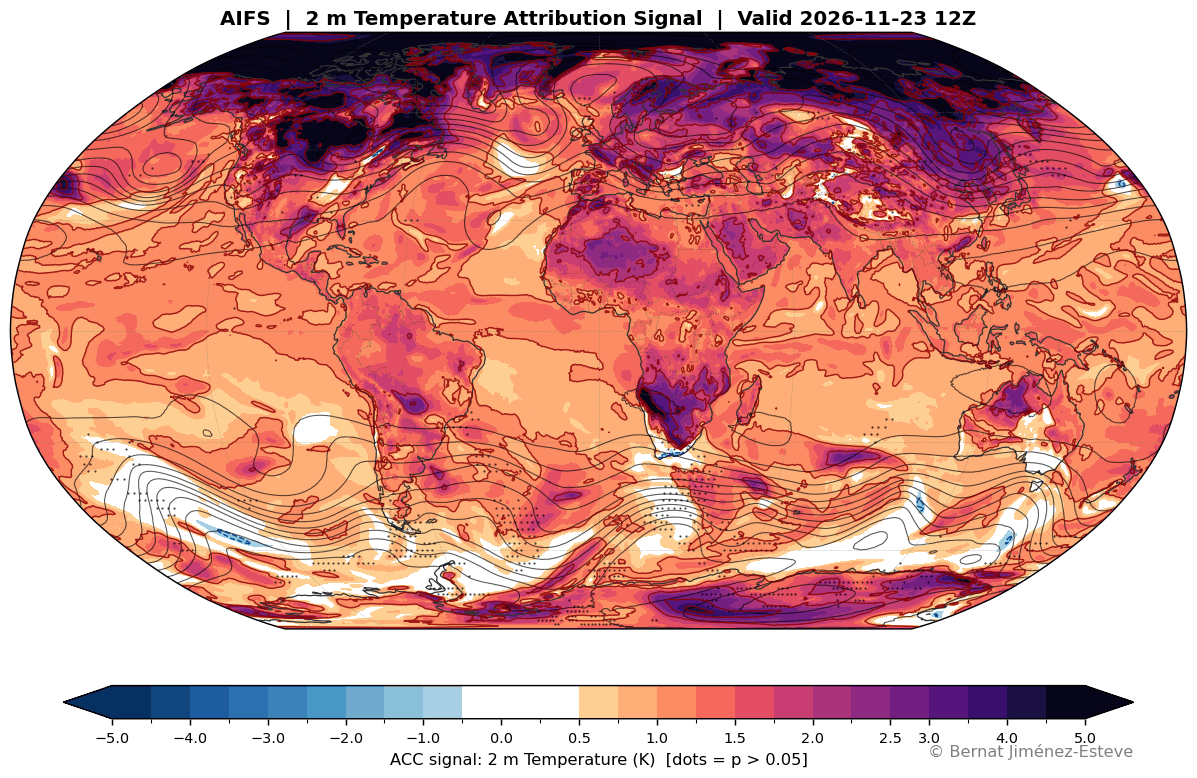 AIFS | 2 m Temperature Attribution Signal | Valid 2026-11-23 12Z
−5.0 −4.0 −3.0 −2.0 −1.0 0.0 0.5 1.0 1.5 2.0 2.5 3.0 4.0 5.0
© Bernat Jiménez-Esteve
ACC signal: 2 m Temperature (K) [dots = p > 0.05]